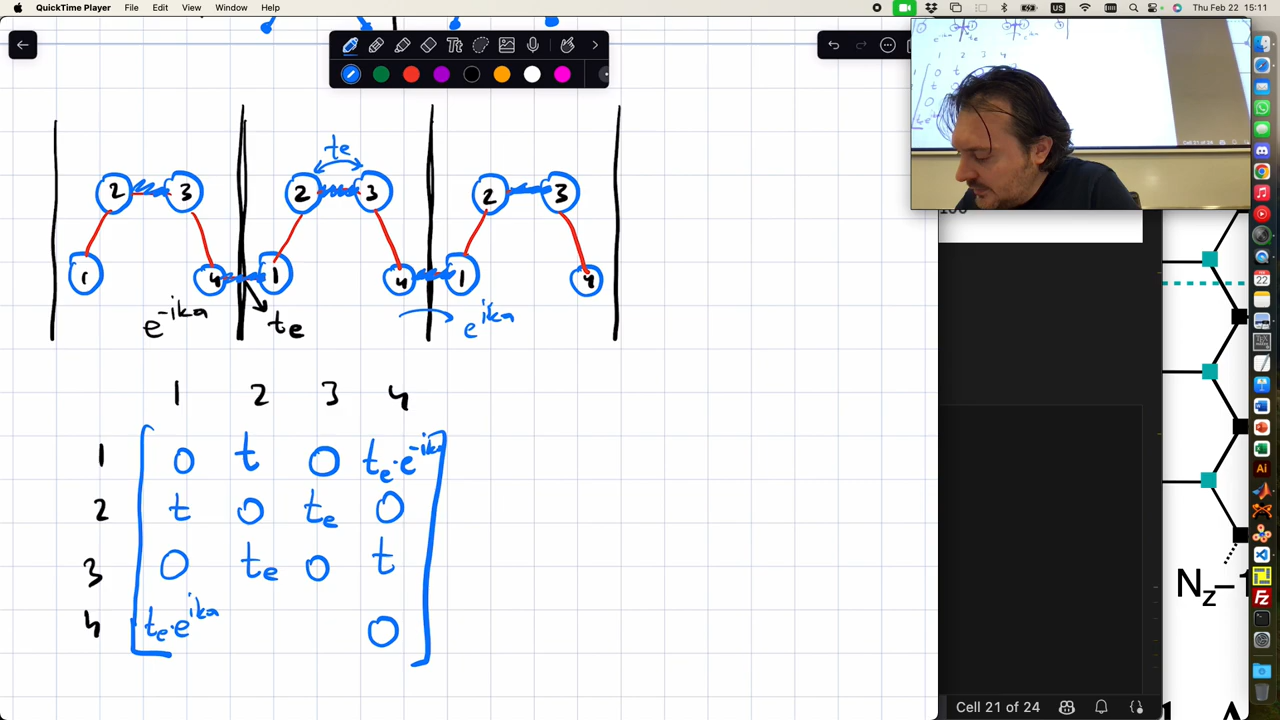 QuickTime Player File Edit View Window Help
US
Thu Feb 22 15:11
te
2 3 2 3 2 3
1 4 1 4 1 4
e^-ika te e^ika
1 2 3 4
1 0 t 0 te·e^-ika
2 t 0 te 0
3 0 te 0 t
4 te·e^ika 0
Nz−1
Cell 21 of 24